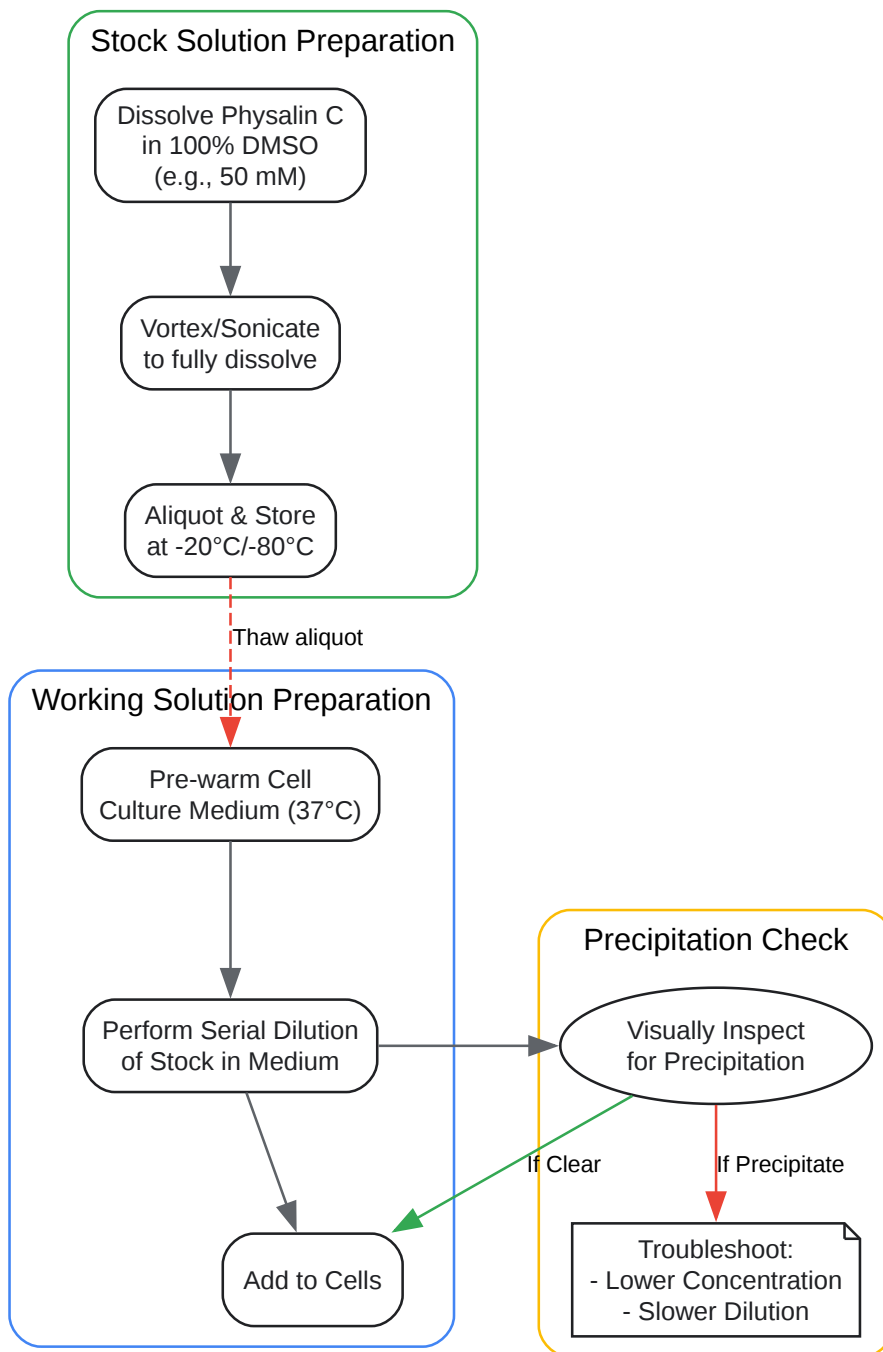 Stock Solution Preparation
Dissolve Physalin C
in 100% DMSO
(e.g., 50 mM)
Vortex/Sonicate
to fully dissolve
Aliquot & Store
at -20°C/-80°C
Thaw aliquot
Working Solution Preparation
Pre-warm Cell
Culture Medium (37°C)
Precipitation Check
Perform Serial Dilution
of Stock in Medium
Visually Inspect
for Precipitation
If Clear
If Precipitate
Add to Cells
Troubleshoot:
- Lower Concentration
- Slower Dilution